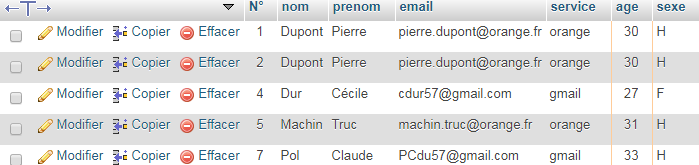 N° nom prenom email service age sexe
Modifier Copier Effacer 1 Dupont Pierre pierre.dupont@orange.fr orange 30 H
Modifier Copier Effacer 2 Dupont Pierre pierre.dupont@orange.fr orange 30 H
Modifier Copier Effacer 4 Dur Cécile cdur57@gmail.com gmail 27 F
Modifier Copier Effacer 5 Machin Truc machin.truc@orange.fr orange 31 H
Modifier Copier Effacer 7 Pol Claude PCdu57@gmail.com gmail 33 H